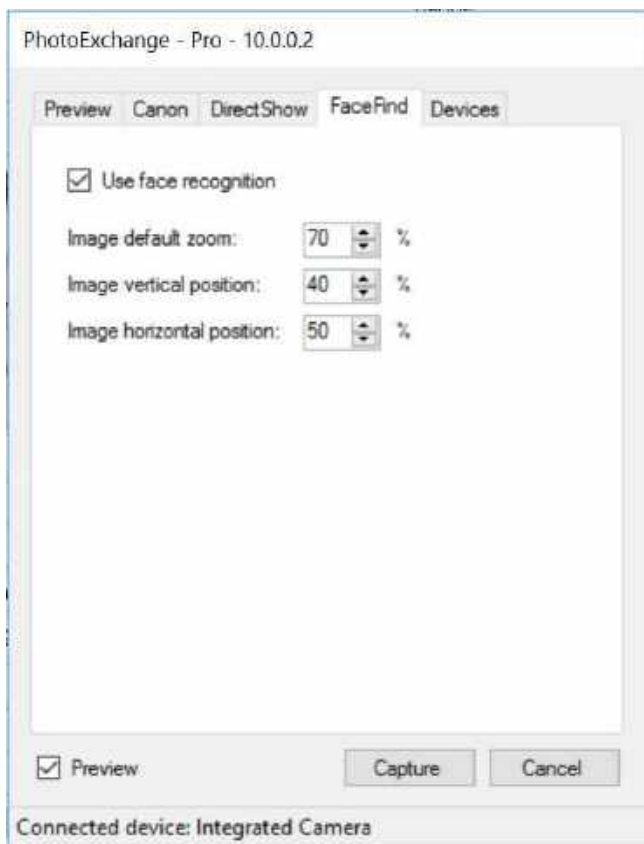 PhotoExchange - Pro - 10.0.0.2
Preview Canon DirectShow FaceFind Devices
Use face recognition
Image default zoom: 70 %
Image vertical position: 40 %
Image horizontal position: 50 %
Preview Capture Cancel
Connected device: Integrated Camera